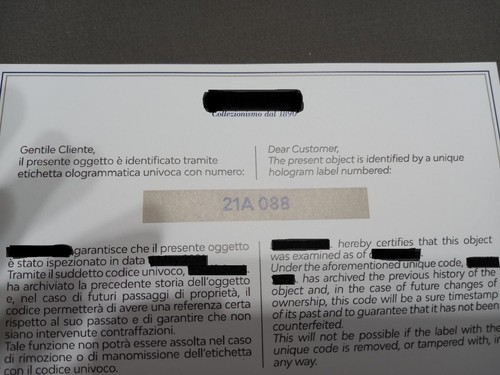 Collezionismo dal 1890
Gentile Cliente,
il presente oggetto è identificato tramite
etichetta ologrammatica univoca con numero:
Dear Customer,
The present object is identified by a unique
hologram label numbered:
21A 088
garantisce che il presente oggetto
è stato ispezionato in data
Tramite il suddetto codice univoco,
ha archiviato la precedente storia dell'oggetto
e, nel caso di futuri passaggi di proprietà, il
codice permetterà di avere una referenza certa
rispetto al suo passato e di garantire che non
siano intervenute contraffazioni.
Tale funzione non potrà essere assolta nel caso
di rimozione o di manomissione dell'etichetta
con il codice univoco.
, hereby certifies that this object
was examined as of
Under the aforementioned unique code,
, has archived the previous history of the
object and, in the case of future changes of
ownership, this code will be a sure timestamp
of its past and to guarantee that it has not been
counterfeited.
This will not be possible if the label with the
unique code is removed, or tampered with, in
any way.